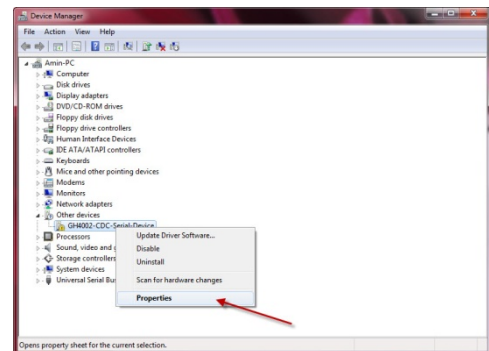 Device Manager
File Action View Help
Amin-PC
Computer
Disk drives
Display adapters
DVD/CD-ROM drives
Floppy disk drives
Floppy drive controllers
Human Interface Devices
IDE ATA/ATAPI controllers
Keyboards
Mice and other pointing devices
Modems
Monitors
Network adapters
Other devices
GH4002-CDC-Serial-Device
Processors
Sound, video and
Storage controllers
System devices
Universal Serial Bu
Update Driver Software...
Disable
Uninstall
Scan for hardware changes
Properties
Opens property sheet for the current selection.